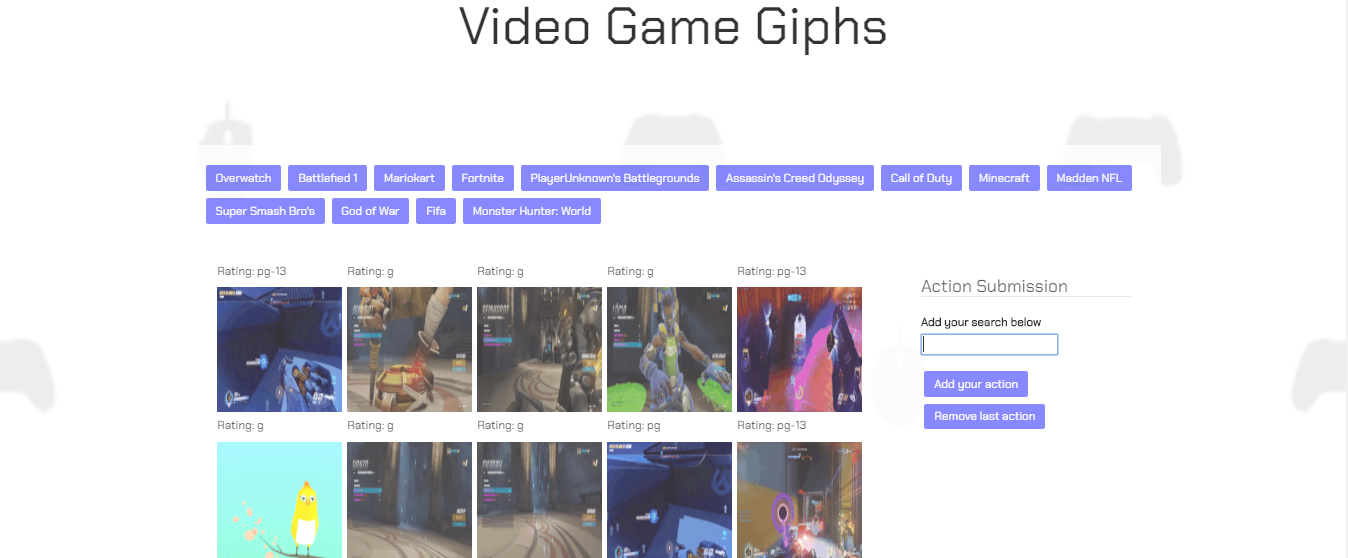 Video Game Giphs
Overwatch Battlefied 1 Mariokart Fortnite PlayerUnknown's Battlegrounds Assassin's Creed Odyssey Call of Duty Minecraft Madden NFL
Super Smash Bro's God of War Fifa Monster Hunter: World
Rating: pg-13 Rating: g Rating: g Rating: g Rating: pg-13
Action Submission
Add your search below
LÚCIO
Add your action
Remove last action
Rating: g Rating: g Rating: g Rating: pg Rating: pg-13
HANZO